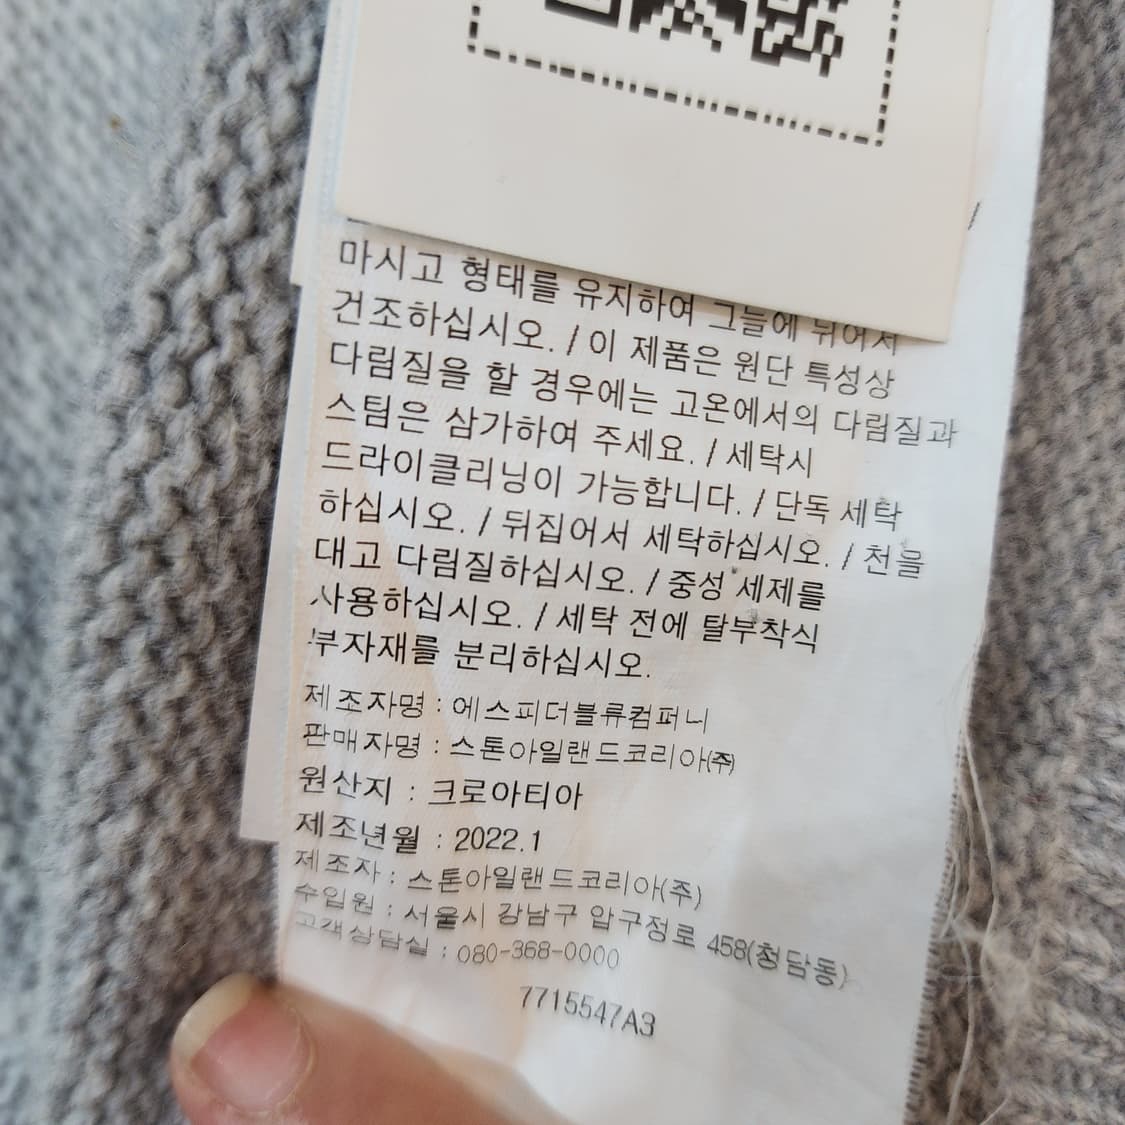 마시고 형태를 유지하여 그늘에 뉘어서
건조하십시오. / 이 제품은 원단 특성상
다림질을 할 경우에는 고온에서의 다림질과
스팀은 삼가하여 주세요. / 세탁시
드라이클리닝이 가능합니다. / 단독 세탁
하십시오. / 뒤집어서 세탁하십시오. / 천을
대고 다림질하십시오. / 중성 세제를
사용하십시오. / 세탁 전에 탈부착식
부자재를 분리하십시오.
제조자명 : 에스피더블류컴퍼니
판매자명 : 스톤아일랜드코리아(주)
원산지 : 크로아티아
제조년월 : 2022.1
제조자 : 스톤아일랜드코리아(주)
수입원 : 서울시 강남구 압구정로 458(청담동)
고객상담실 : 080-368-0000
7715547A3